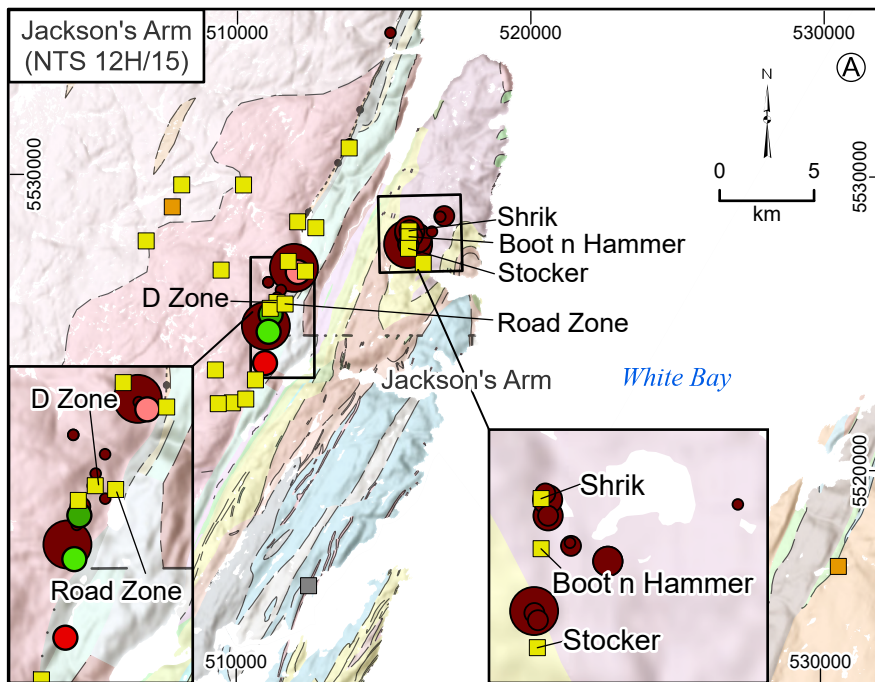 Jackson's Arm
(NTS 12H/15)
510000
520000
530000
A
N
5530000
5530000
0
5
km
Shrik
Boot n Hammer
Stocker
D Zone
Road Zone
Jackson's Arm
White Bay
D Zone
Road Zone
Shrik
Boot n Hammer
Stocker
5520000
510000
530000